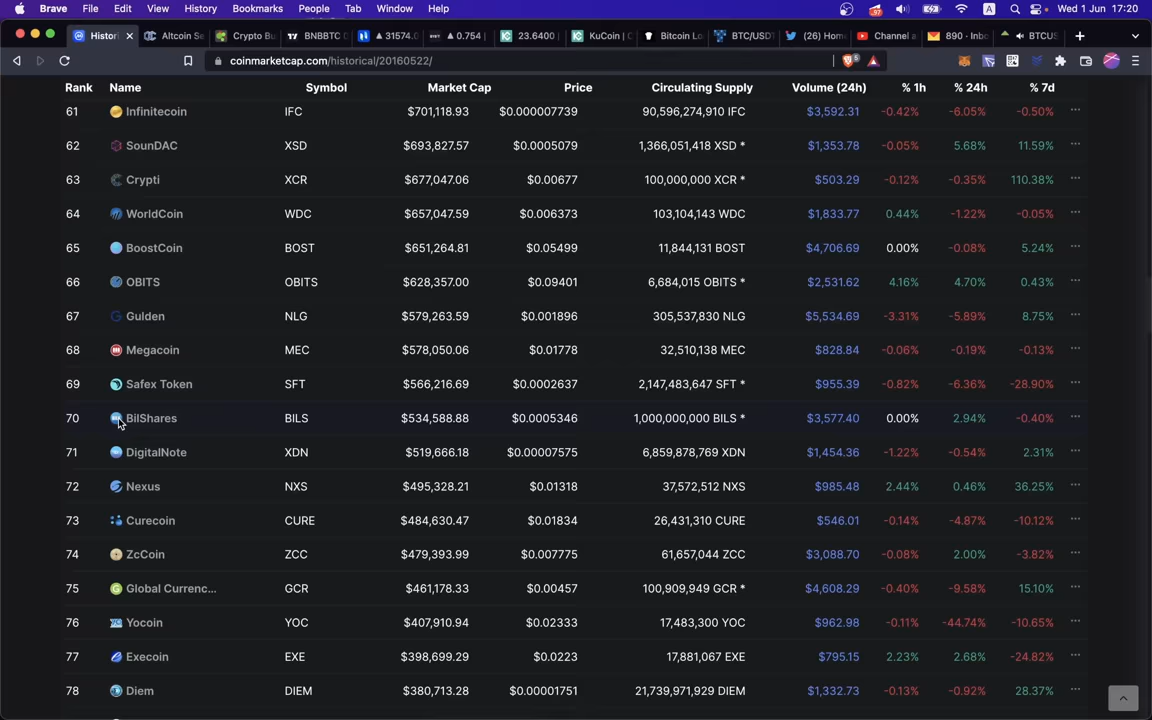 Brave File Edit View History Bookmarks People Tab Window Help 97 A Wed 1 Jun 17:20
Histori Altcoin Se Crypto Bu BNBBTC 31574.0 0.754 23.6400 KuCoin | C Bitcoin Lo BTC/USDT (26) Hom Channel a 890 - Inbo BTCUS
coinmarketcap.com/historical/20160522/
Rank Name Symbol Market Cap Price Circulating Supply Volume (24h) % 1h % 24h % 7d
61 Infinitecoin IFC $701,118.93 $0.000007739 90,596,274,910 IFC $3,592.31 -0.42% -6.05% -0.50%
62 SounDAC XSD $693,827.57 $0.0005079 1,366,051,418 XSD * $1,353.78 -0.05% 5.68% 11.59%
63 Crypti XCR $677,047.06 $0.00677 100,000,000 XCR * $503.29 -0.12% -0.35% 110.38%
64 WorldCoin WDC $657,047.59 $0.006373 103,104,143 WDC $1,833.77 0.44% -1.22% -0.05%
65 BoostCoin BOST $651,264.81 $0.05499 11,844,131 BOST $4,706.69 0.00% -0.08% 5.24%
66 OBITS OBITS $628,357.00 $0.09401 6,684,015 OBITS * $2,531.62 4.16% 4.70% 0.43%
67 Gulden NLG $579,263.59 $0.001896 305,537,830 NLG $5,534.69 -3.31% -5.89% 8.75%
68 Megacoin MEC $578,050.06 $0.01778 32,510,138 MEC $828.84 -0.06% -0.19% -0.13%
69 Safex Token SFT $566,216.69 $0.0002637 2,147,483,647 SFT * $955.39 -0.82% -6.36% -28.90%
70 BilShares BILS $534,588.88 $0.0005346 1,000,000,000 BILS * $3,577.40 0.00% 2.94% -0.40%
71 DigitalNote XDN $519,666.18 $0.00007575 6,859,878,769 XDN $1,454.36 -1.22% -0.54% 2.31%
72 Nexus NXS $495,328.21 $0.01318 37,572,512 NXS $985.48 2.44% 0.46% 36.25%
73 Curecoin CURE $484,630.47 $0.01834 26,431,310 CURE $546.01 -0.14% -4.87% -10.12%
74 ZcCoin ZCC $479,393.99 $0.007775 61,657,044 ZCC $3,088.70 -0.08% 2.00% -3.82%
75 Global Currenc... GCR $461,178.33 $0.00457 100,909,949 GCR * $4,608.29 -0.40% -9.58% 15.10%
76 Yocoin YOC $407,910.94 $0.02333 17,483,300 YOC $962.98 -0.11% -44.74% -10.65%
77 Execoin EXE $398,699.29 $0.0223 17,881,067 EXE $795.15 2.23% 2.68% -24.82%
78 Diem DIEM $380,713.28 $0.00001751 21,739,971,929 DIEM $1,332.73 -0.13% -0.92% 28.37%